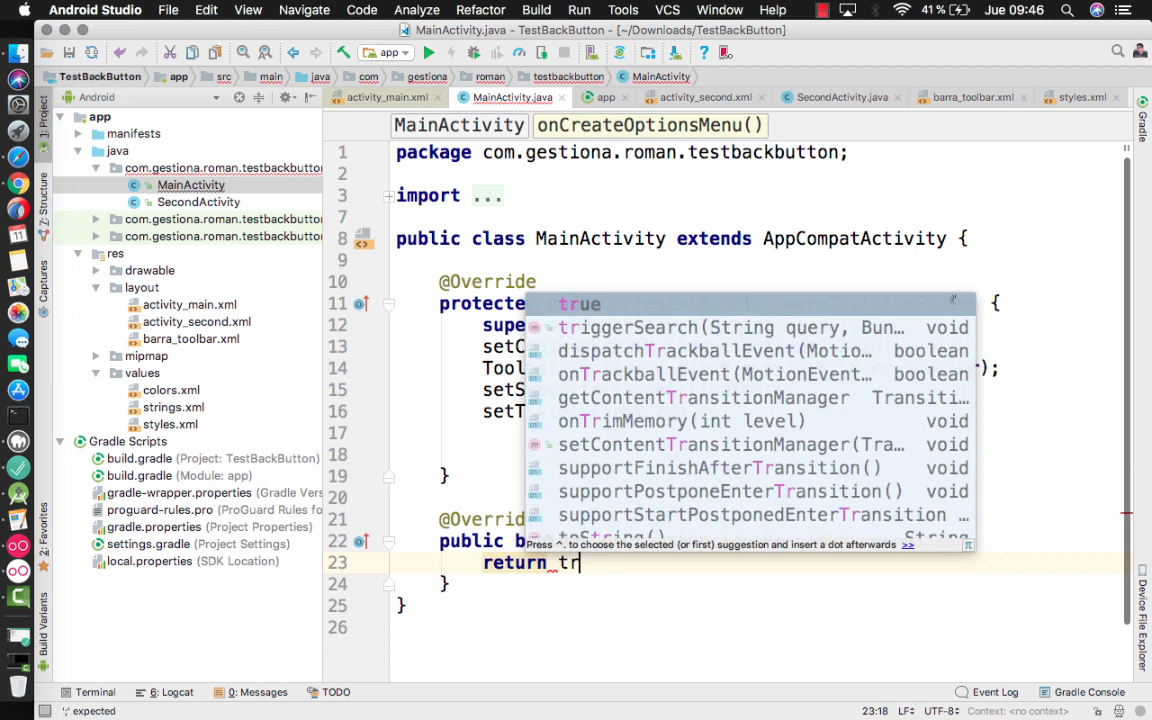 Android Studio File Edit View Navigate Code Analyze Refactor Build Run Tools VCS Window Help 41 % Jue 09:46
MainActivity.java - TestBackButton [~/Downloads/TestBackButton]
app
TestBackButton app src main java com gestiona roman testbackbutton MainActivity
Android
activity_main.xml MainActivity.java app activity_second.xml SecondActivity.java barra_toolbar.xml styles.xml
1: Project
7: Structure
Captures
2: Favorites
Build Variants
app
manifests
java
com.gestiona.roman.testbackbutto
MainActivity
SecondActivity
com.gestiona.roman.testbackbutto
com.gestiona.roman.testbackbutto
res
drawable
layout
activity_main.xml
activity_second.xml
barra_toolbar.xml
mipmap
values
colors.xml
strings.xml
styles.xml
Gradle Scripts
build.gradle (Project: TestBackButton)
build.gradle (Module: app)
gradle-wrapper.properties (Gradle Vers
proguard-rules.pro (ProGuard Rules for
gradle.properties (Project Properties)
settings.gradle (Project Settings)
local.properties (SDK Location)
MainActivity onCreateOptionsMenu()
1 package com.gestiona.roman.testbackbutton;
2
3 import ...
7
8 public class MainActivity extends AppCompatActivity {
9
10 @Override
11 protecte {
12 supe
13 setC
14 Tool );
15 setS
16 setT
17
18
19 }
20
21 @Overrid
22 public b
23 return tr
24 }
25 }
26
true
triggerSearch(String query, Bun... void
dispatchTrackballEvent(Motio... boolean
onTrackballEvent(MotionEvent... boolean
getContentTransitionManager Transiti...
onTrimMemory(int level) void
setContentTransitionManager(Tra... void
supportFinishAfterTransition() void
supportPostponeEnterTransition() void
supportStartPostponedEnterTransition ...
toString() String
Press ^. to choose the selected (or first) suggestion and insert a dot afterwards >>
Gradle
Device File Explorer
Terminal 6: Logcat 0: Messages TODO Event Log Gradle Console
';' expected 23:18 LF÷ UTF-8÷ Context: <no context>